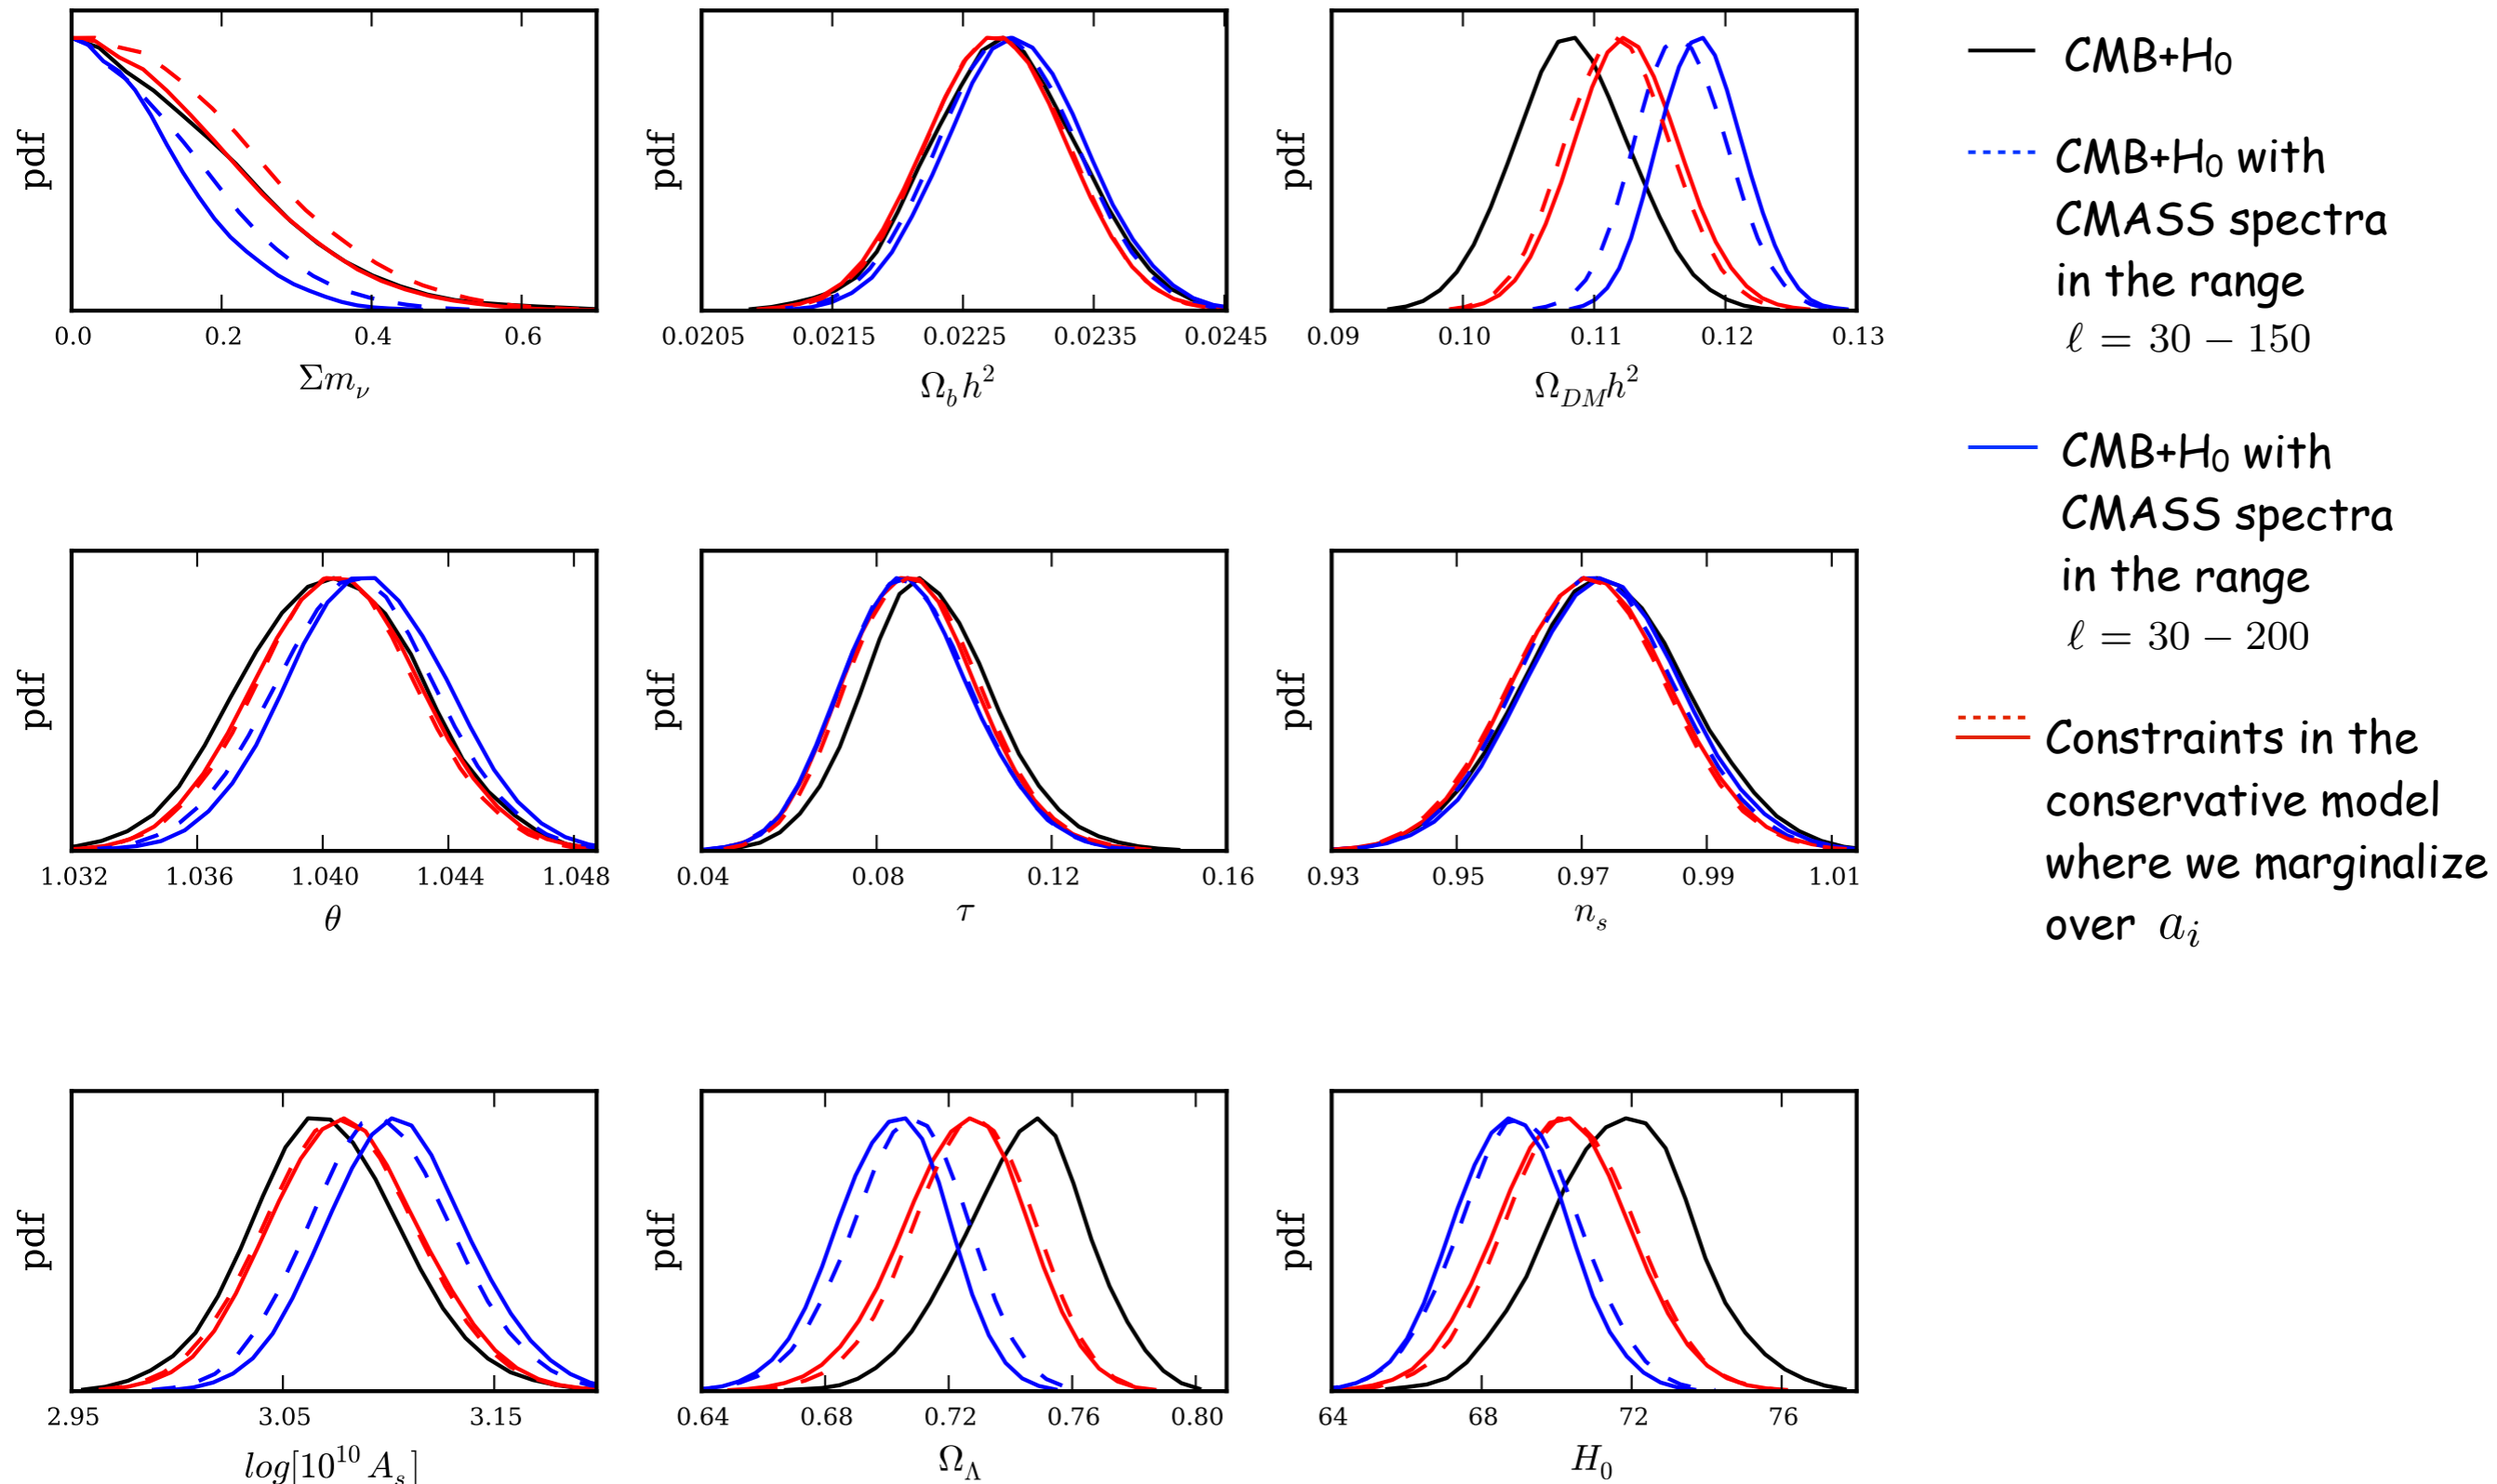 pdf
0.0 0.2 0.4 0.6
Σm_ν
pdf
0.0205 0.0215 0.0225 0.0235 0.0245
Ω_b h²
pdf
0.09 0.10 0.11 0.12 0.13
Ω_DM h²
pdf
1.032 1.036 1.040 1.044 1.048
θ
pdf
0.04 0.08 0.12 0.16
τ
pdf
0.93 0.95 0.97 0.99 1.01
n_s
pdf
2.95 3.05 3.15
log[10¹⁰ A_s]
pdf
0.64 0.68 0.72 0.76 0.80
Ω_Λ
pdf
64 68 72 76
H₀
CMB+H₀
CMB+H₀ with
CMASS spectra
in the range
ℓ = 30 − 150
CMB+H₀ with
CMASS spectra
in the range
ℓ = 30 − 200
Constraints in the
conservative model
where we marginalize
over a_i